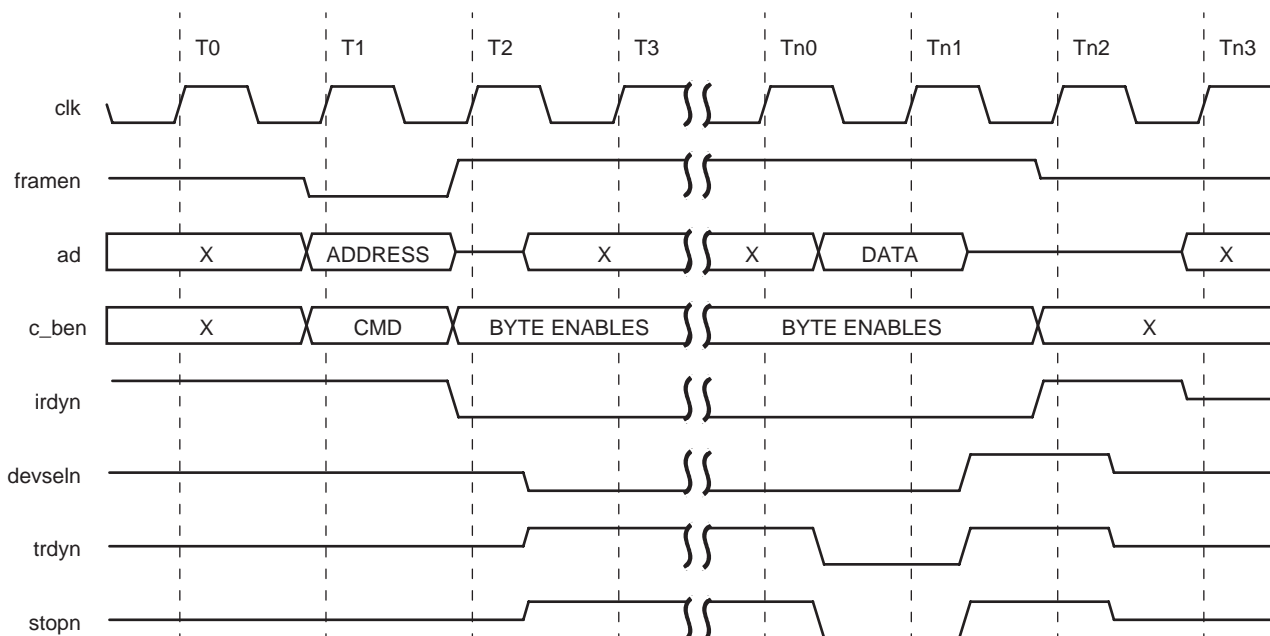 T0 T1 T2 T3 Tn0 Tn1 Tn2 Tn3
clk
framen
ad X ADDRESS X X DATA X
c_ben X CMD BYTE ENABLES BYTE ENABLES X
irdyn
devseln
trdyn
stopn